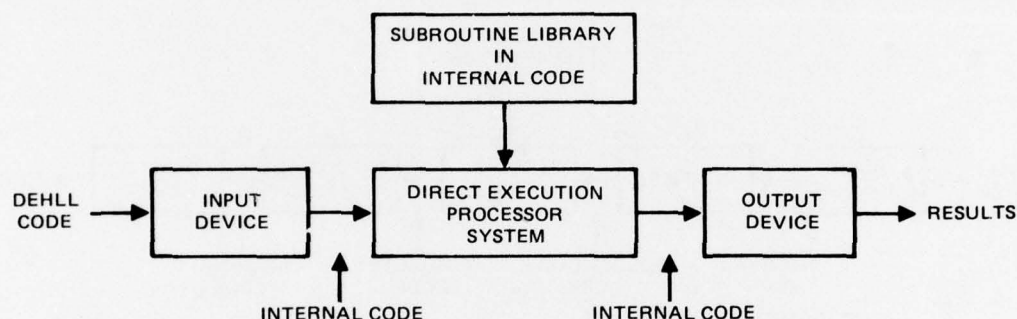 SUBROUTINE LIBRARY
IN
INTERNAL CODE
DEHLL
CODE
INPUT
DEVICE
DIRECT EXECUTION
PROCESSOR
SYSTEM
OUTPUT
DEVICE
RESULTS
INTERNAL CODE
INTERNAL CODE